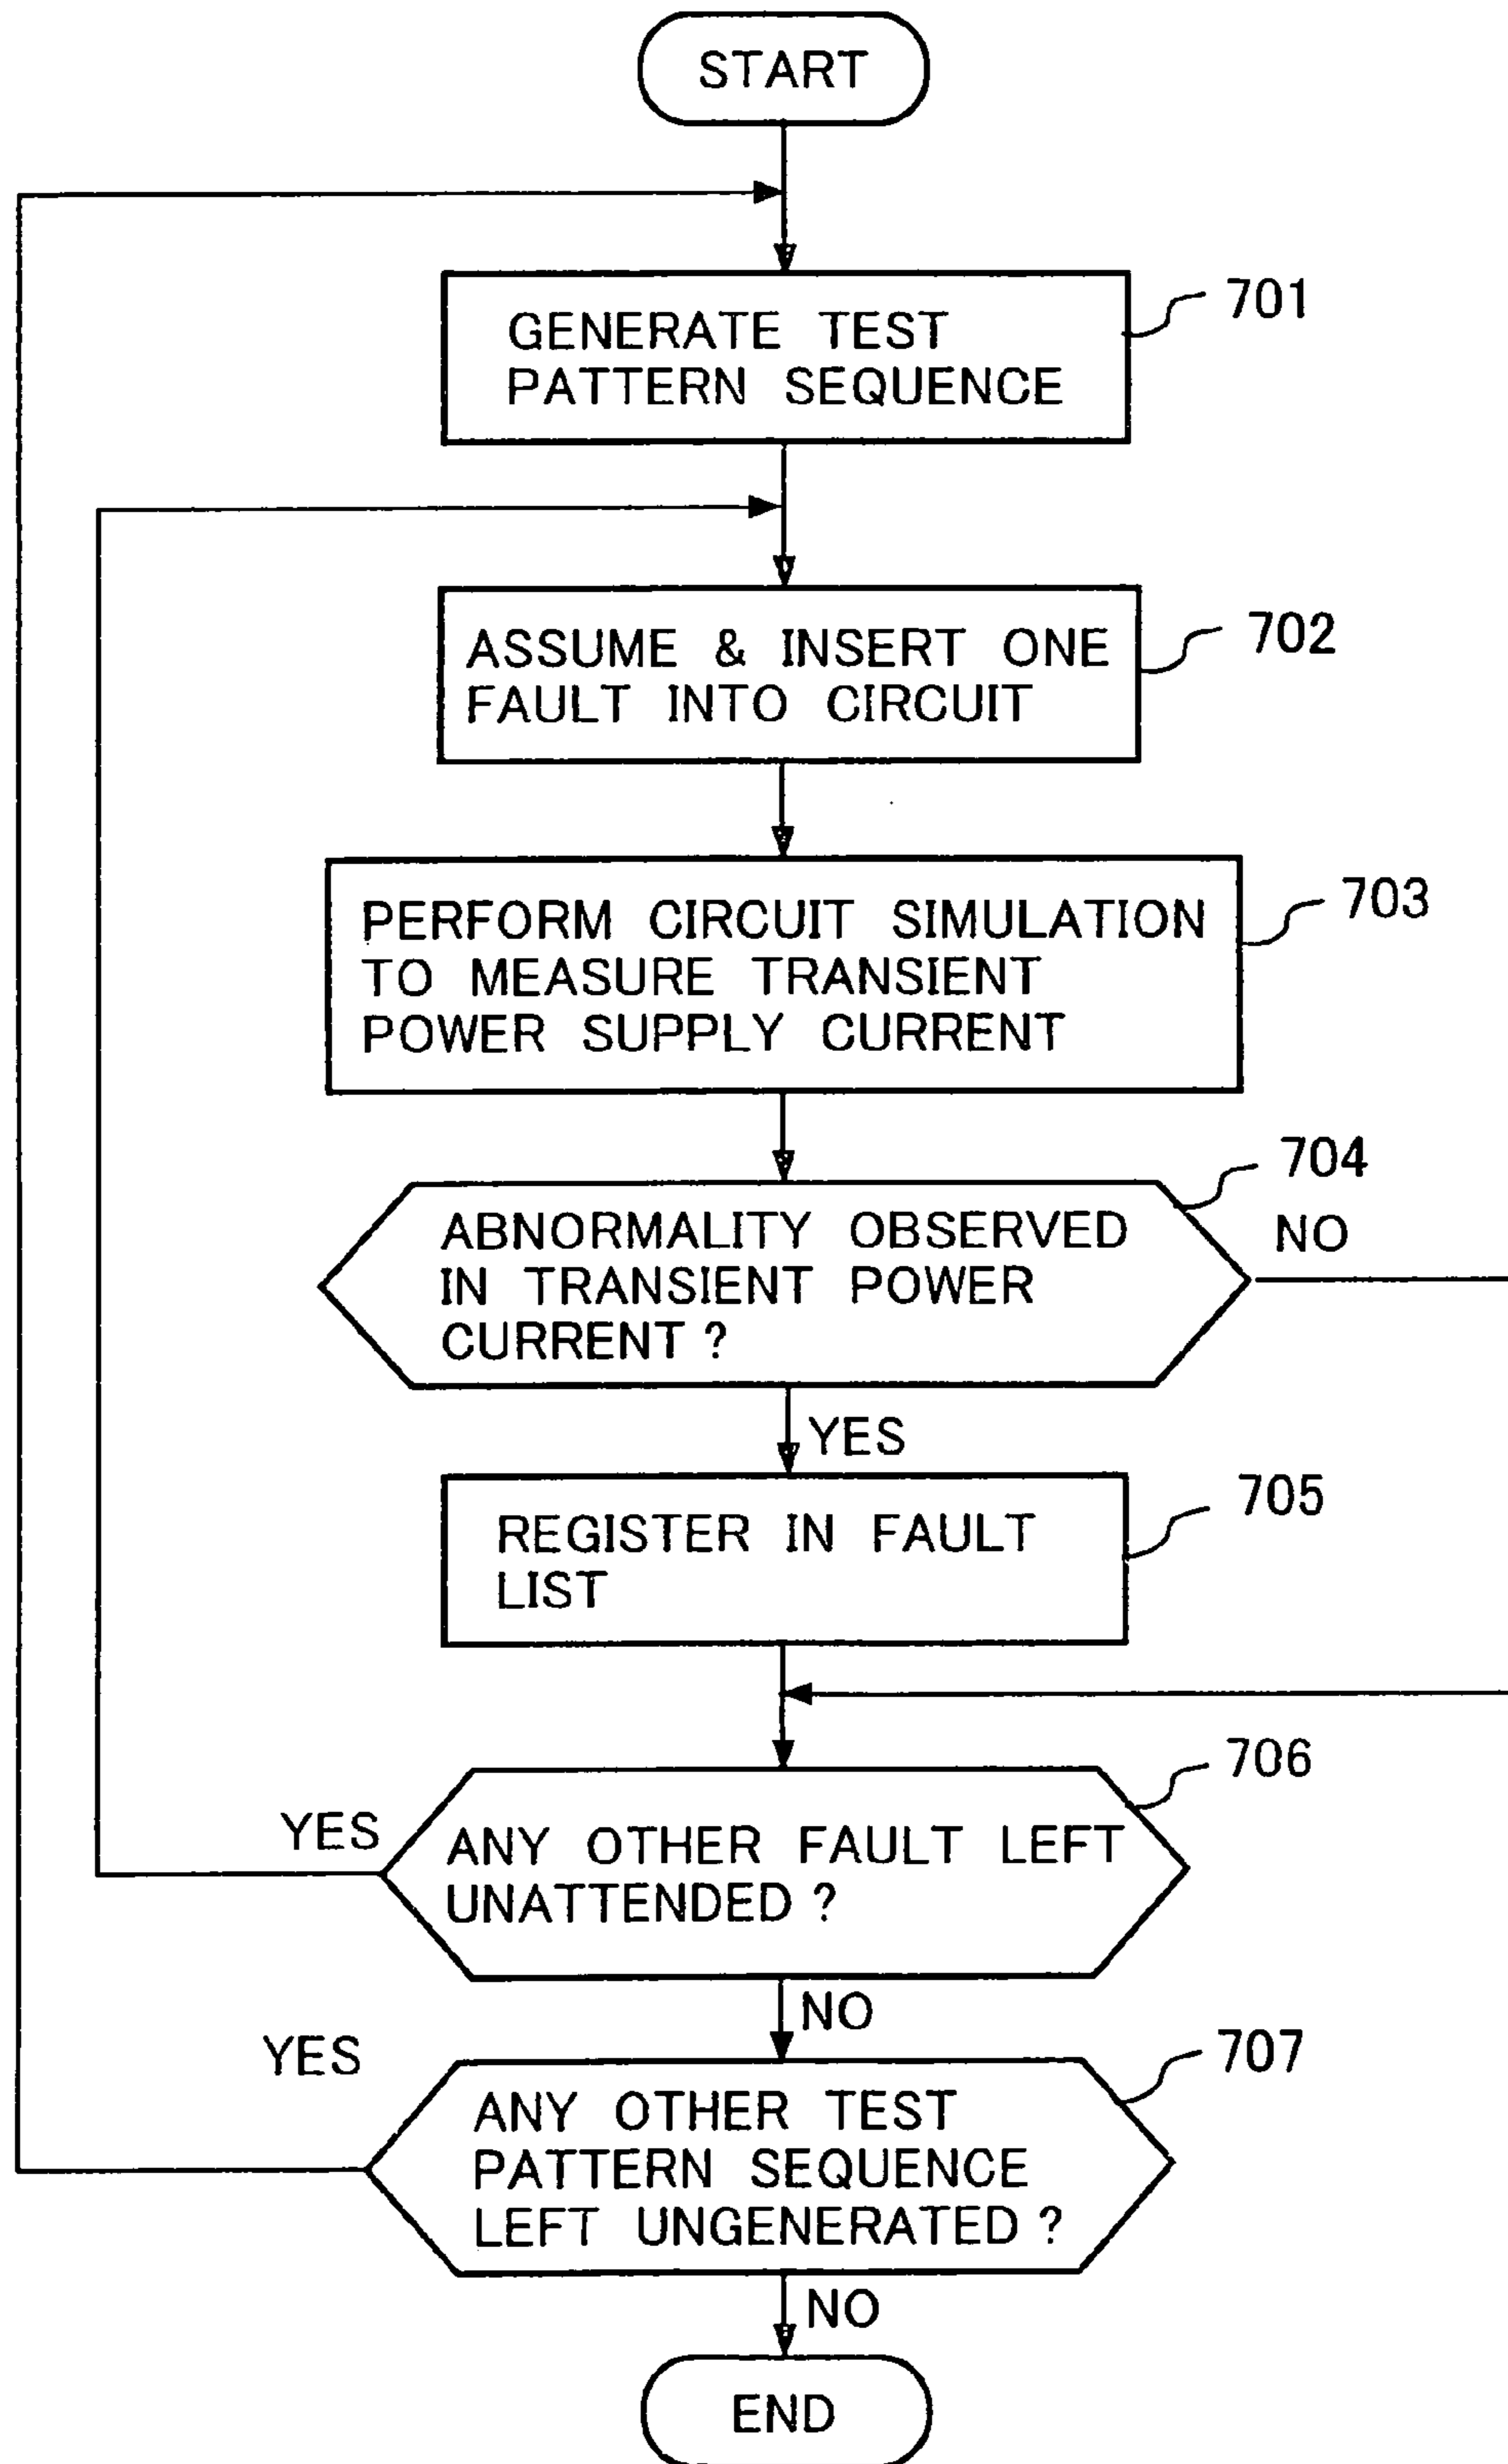 START
GENERATE TEST
PATTERN SEQUENCE
701
ASSUME & INSERT ONE
FAULT INTO CIRCUIT
702
PERFORM CIRCUIT SIMULATION
TO MEASURE TRANSIENT
POWER SUPPLY CURRENT
703
704
ABNORMALITY OBSERVED
IN TRANSIENT POWER
CURRENT ?
NO
YES
705
REGISTER IN FAULT
LIST
706
YES
ANY OTHER FAULT LEFT
UNATTENDED ?
NO
707
YES
ANY OTHER TEST
PATTERN SEQUENCE
LEFT UNGENERATED ?
NO
END